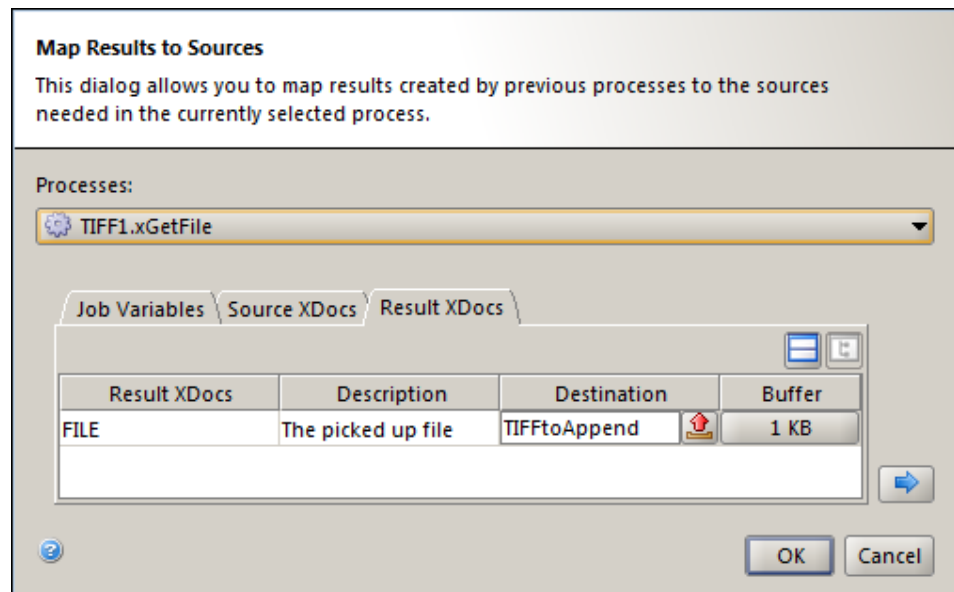 Map Results to Sources
This dialog allows you to map results created by previous processes to the sources
needed in the currently selected process.
Processes:
TIFF1.xGetFile
Job Variables Source XDocs Result XDocs
Result XDocs Description Destination Buffer
FILE The picked up file TIFFtoAppend 1 KB
OK Cancel